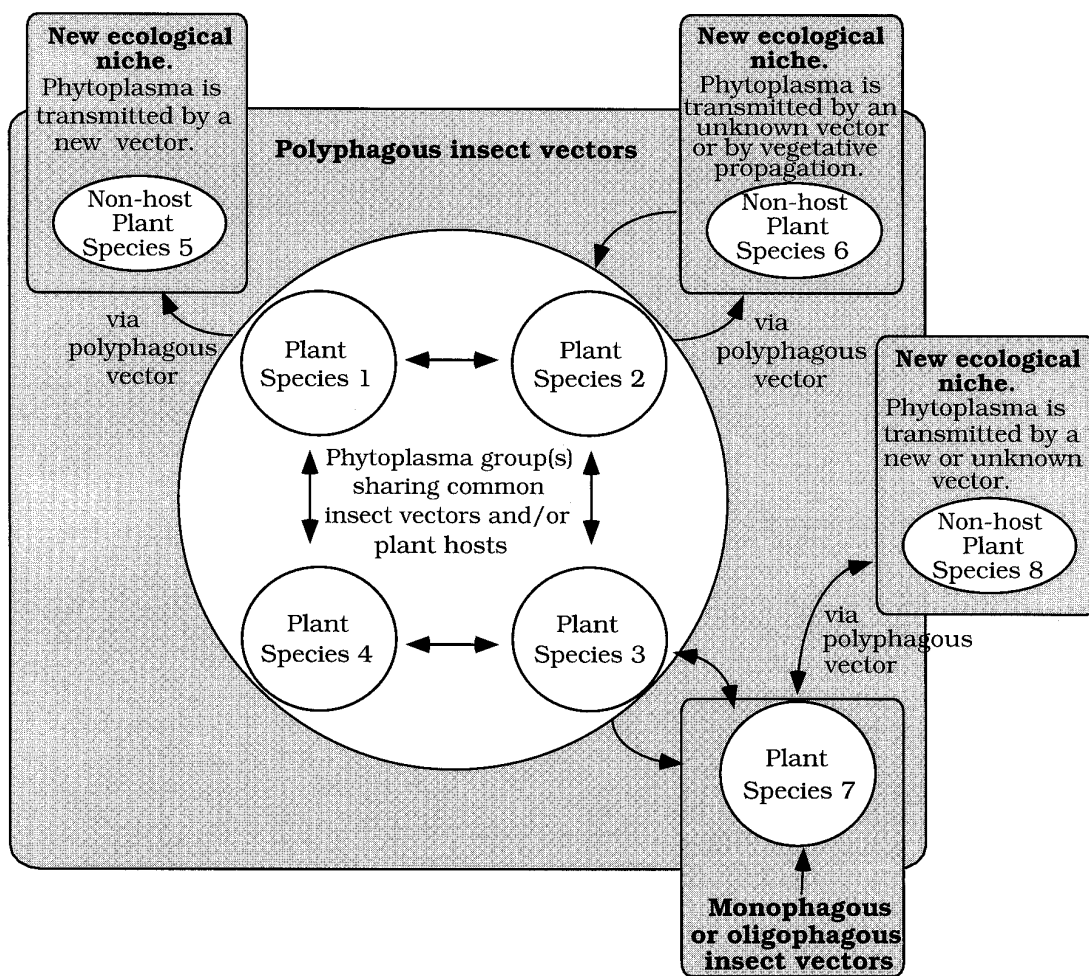 New ecological
niche.
Phytoplasma is
transmitted by a
new vector.
Non-host
Plant
Species 5
New ecological
niche.
Phytoplasma is
transmitted by an
unknown vector
or by vegetative
propagation.
Non-host
Plant
Species 6
Polyphagous insect vectors
via
polyphagous
vector
via
polyphagous
vector
Plant
Species 1
Plant
Species 2
Phytoplasma group(s)
sharing common
insect vectors and/or
plant hosts
Plant
Species 4
Plant
Species 3
New ecological
niche.
Phytoplasma is
transmitted by a
new or unknown
vector.
Non-host
Plant
Species 8
via
polyphagous
vector
Plant
Species 7
Monophagous
or oligophagous
insect vectors